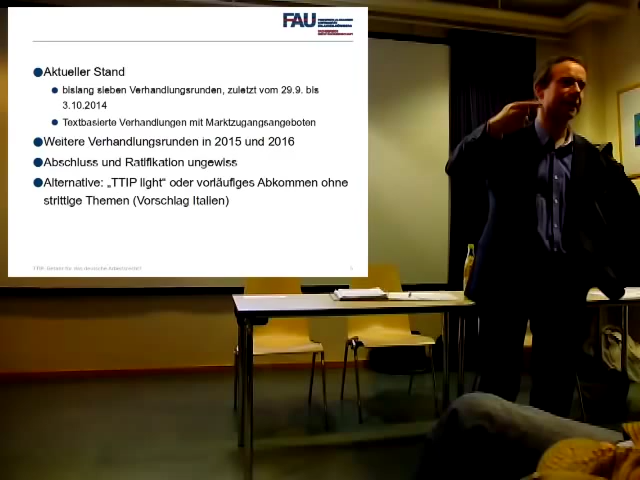 FAU
Aktueller Stand
bislang sieben Verhandlungsrunden, zuletzt vom 29.9. bis
3.10.2014
Textbasierte Verhandlungen mit Marktzugangsangeboten
Weitere Verhandlungsrunden in 2015 und 2016
Abschluss und Ratifikation ungewiss
Alternative: „TTIP light“ oder vorläufiges Abkommen ohne
strittige Themen (Vorschlag Italien)